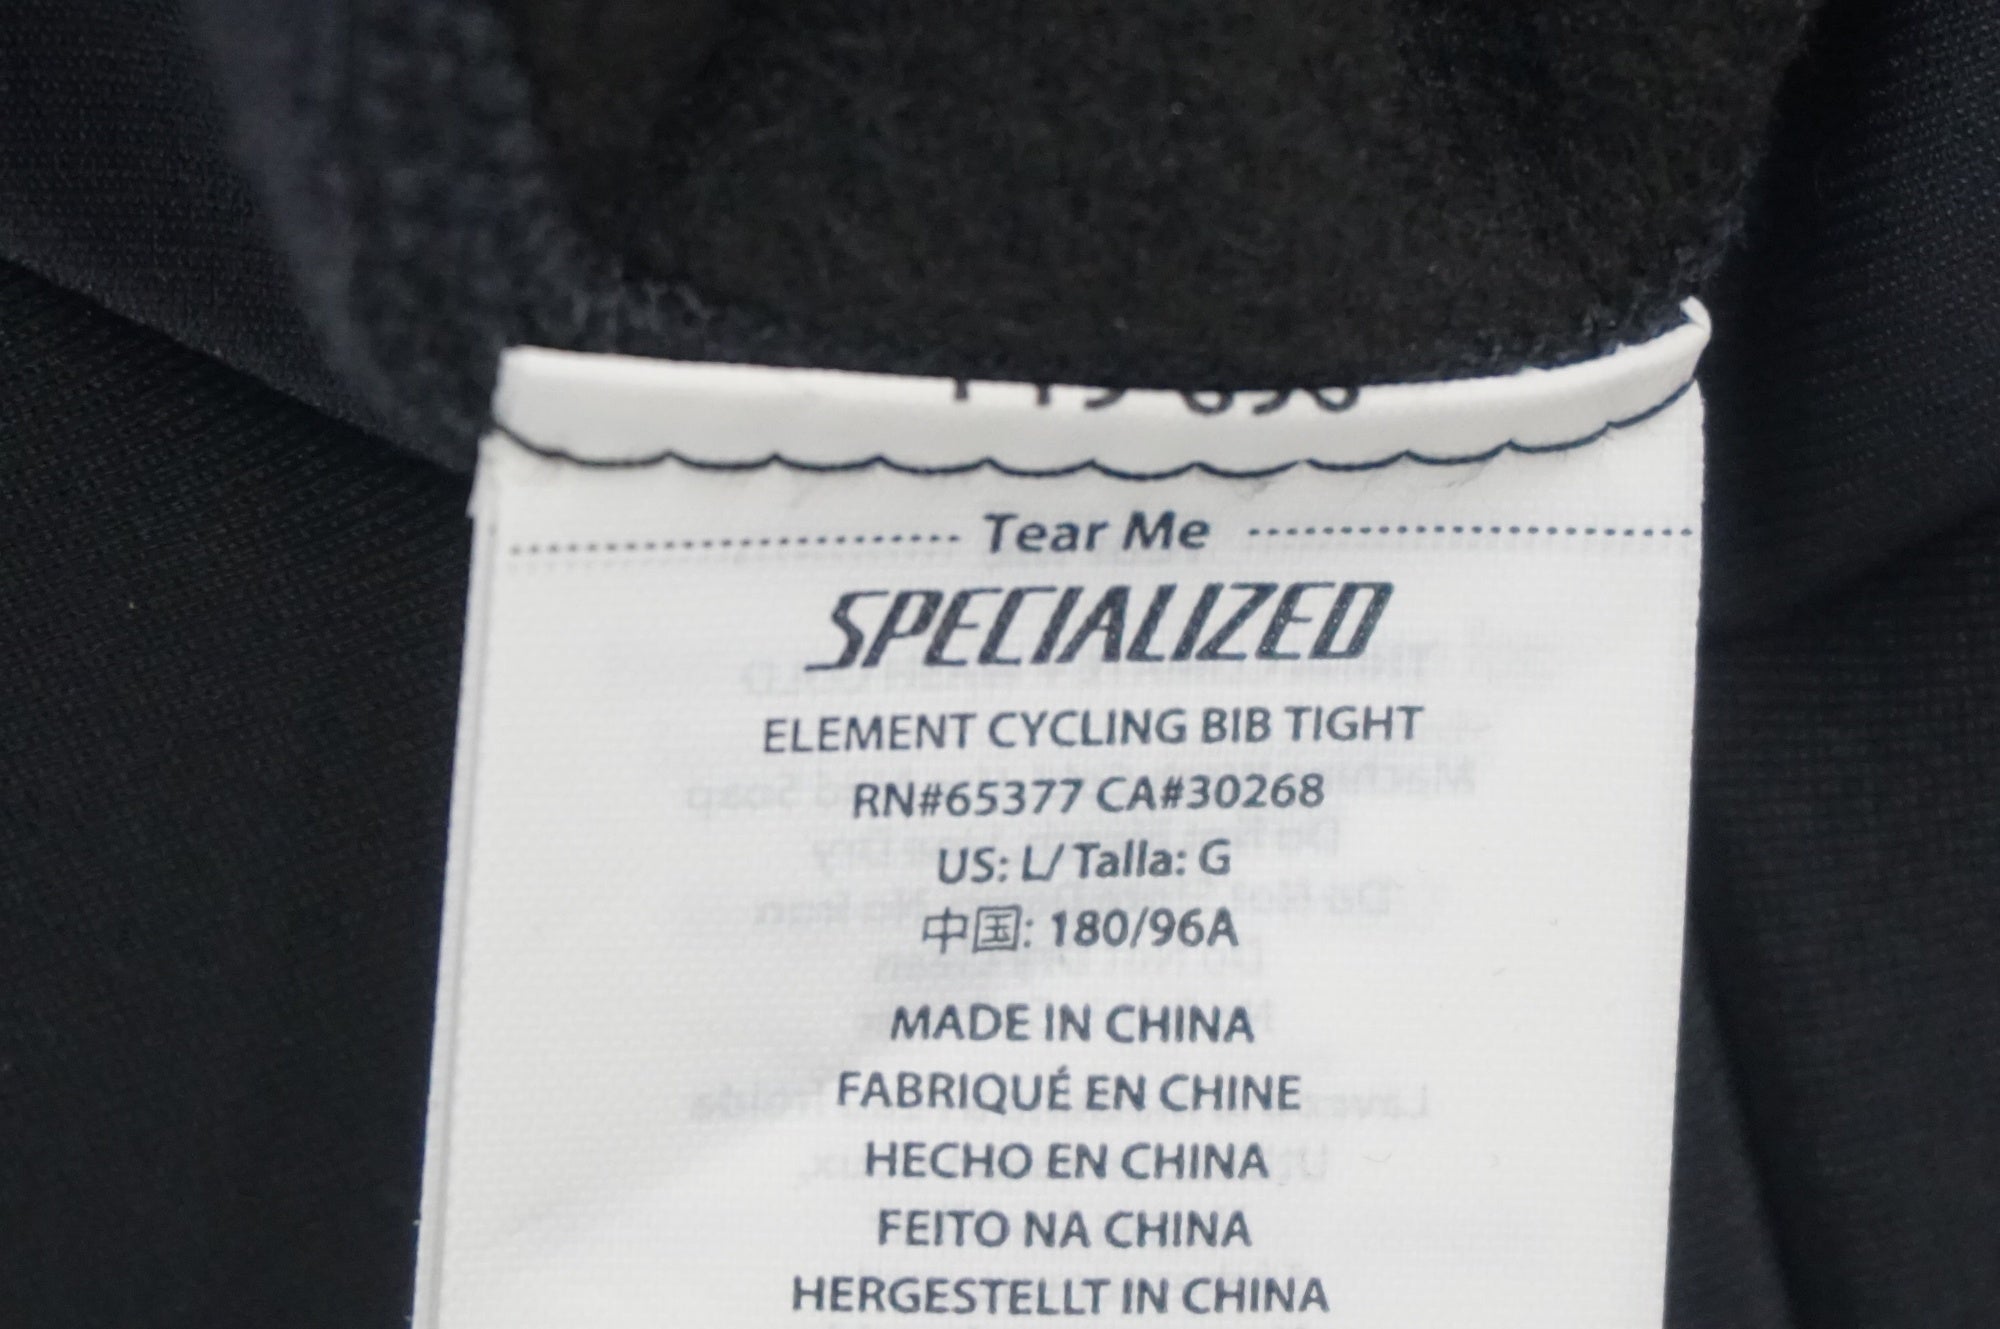 Tear Me
SPECIALIZED
ELEMENT CYCLING BIB TIGHT
RN#65377 CA#30268
US: L/ Talla: G
中国: 180/96A
MADE IN CHINA
FABRIQUÉ EN CHINE
HECHO EN CHINA
FEITO NA CHINA
HERGESTELLT IN CHINA